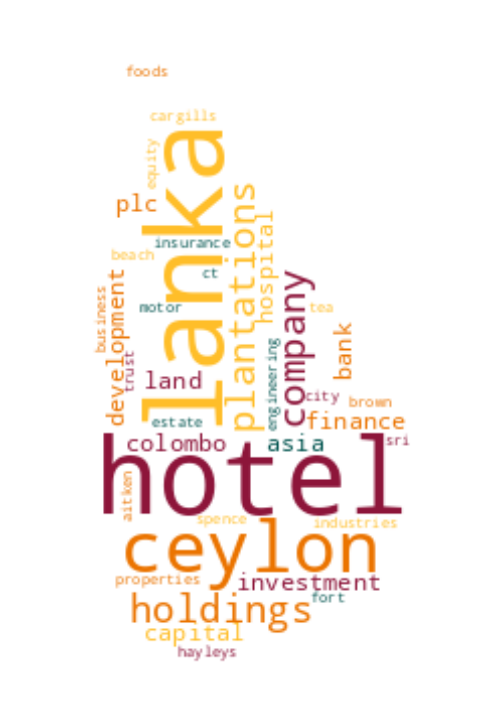 foods
cargills
equity
lanka
plc
plantations
hospital
insurance
beach
ct
business
development
motor
company
tea
engineering
bank
trust
land
city
brown
estate
finance
colombo
asia
sri
hotel
aitken
spence
industries
ceylon
properties
investment
holdings
fort
capital
hayleys